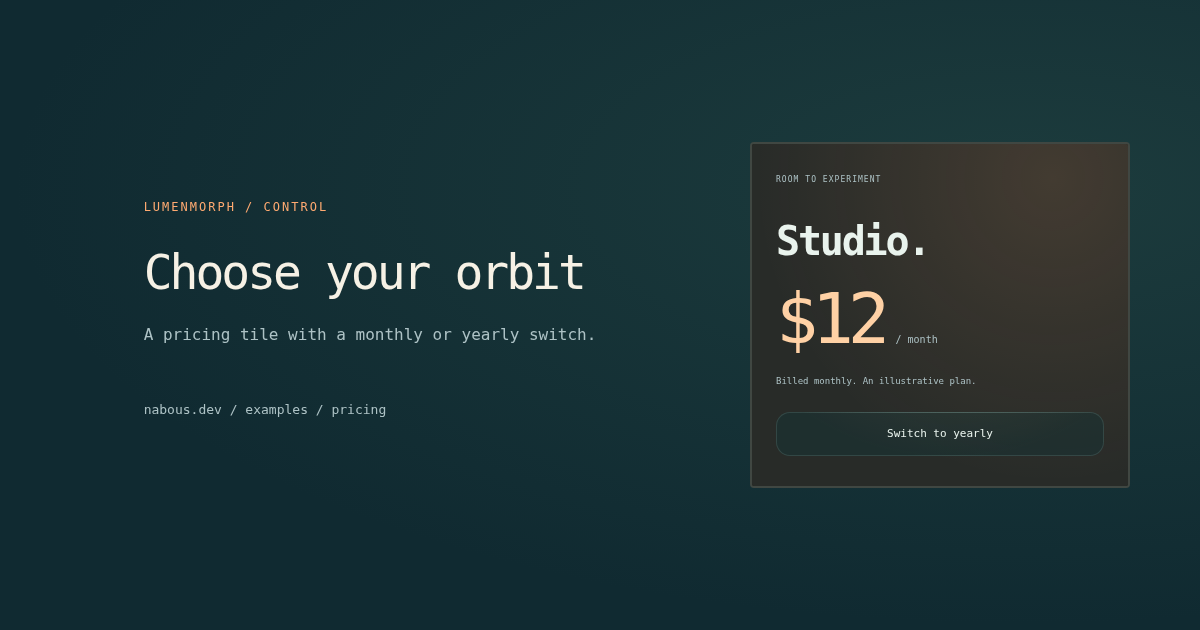 LUMENMORPH / CONTROL
Choose your orbit
A pricing tile with a monthly or yearly switch.
nabous.dev / examples / pricing
ROOM TO EXPERIMENT
Studio.
$12 / month
Billed monthly. An illustrative plan.
Switch to yearly